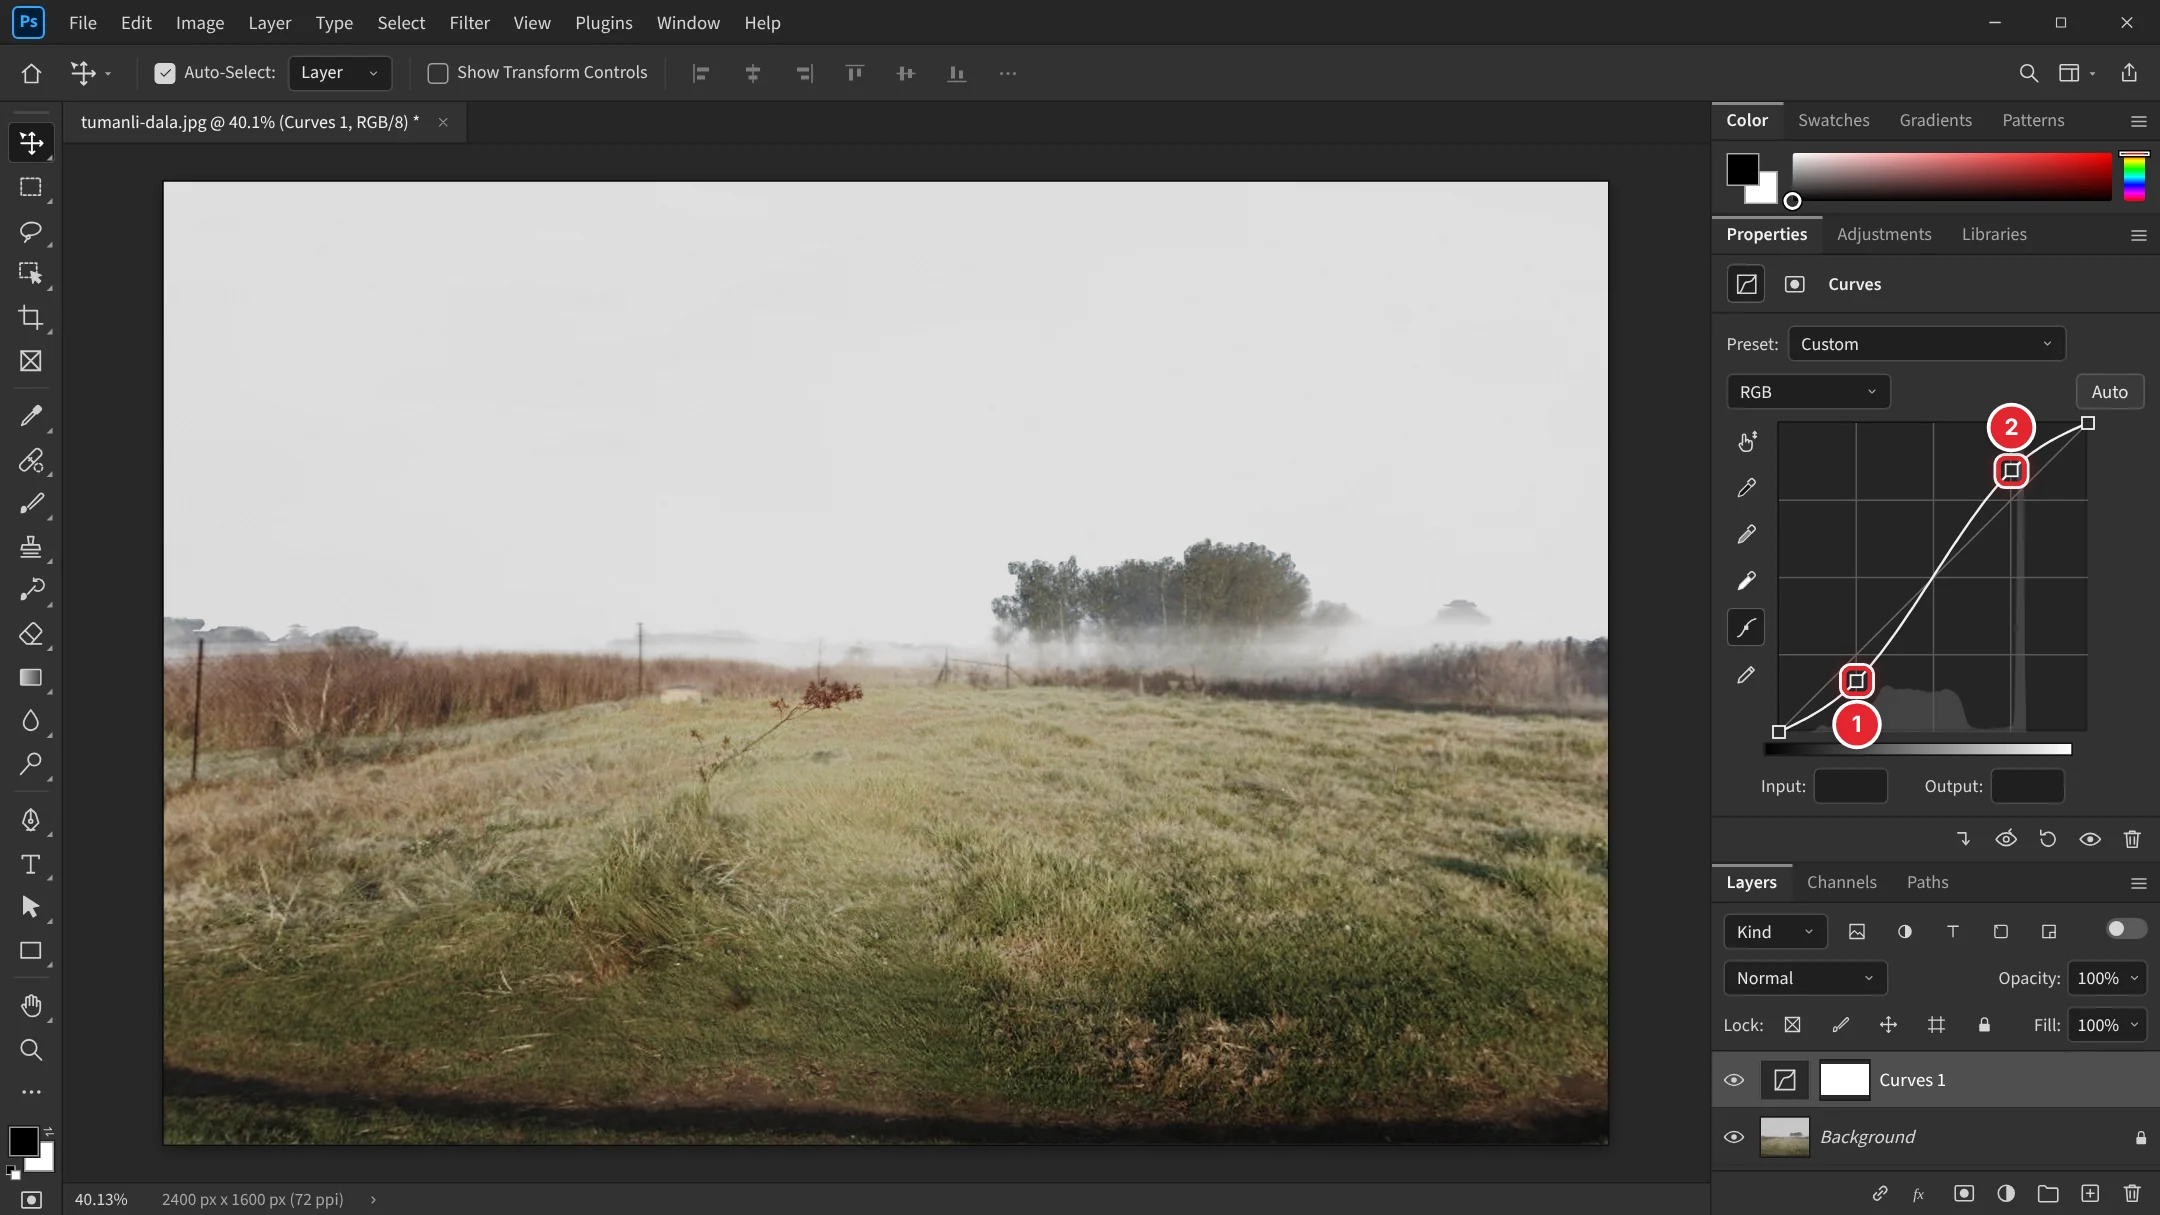 Ps File Edit Image Layer Type Select Filter View Plugins Window Help
Auto-Select: Layer Show Transform Controls
tumanli-dala.jpg @ 40.1% (Curves 1, RGB/8) *
Color Swatches Gradients Patterns
Properties Adjustments Libraries
Curves
Preset: Custom
RGB Auto
2
1
Input: Output:
Layers Channels Paths
Kind
Normal Opacity: 100%
Lock: Fill: 100%
Curves 1
Background
fx
40.13% 2400 px x 1600 px (72 ppi)